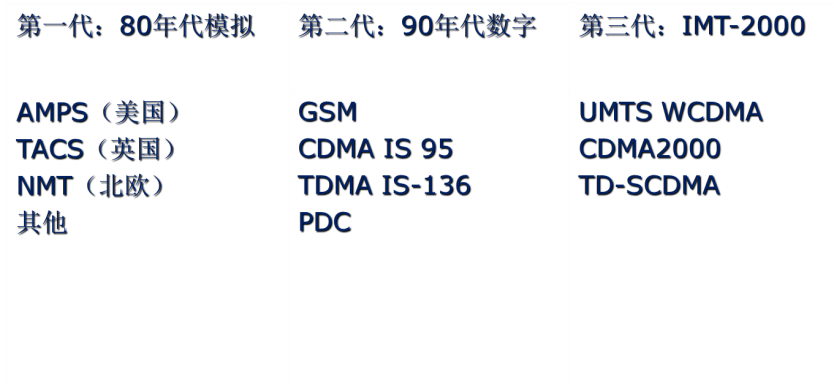 第一代：80年代模拟
AMPS（美国）
TACS（英国）
NMT（北欧）
其他
第二代：90年代数字
GSM
CDMA IS 95
TDMA IS-136
PDC
第三代：IMT-2000
UMTS WCDMA
CDMA2000
TD-SCDMA